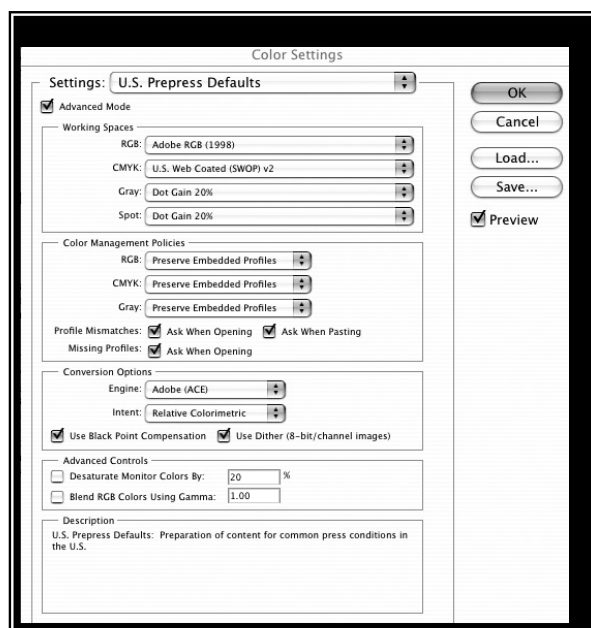 Color Settings
Settings: U.S. Prepress Defaults
OK
Advanced Mode
Cancel
Working Spaces
RGB: Adobe RGB (1998)
Load...
CMYK: U.S. Web Coated (SWOP) v2
Gray: Dot Gain 20%
Save...
Spot: Dot Gain 20%
Preview
Color Management Policies
RGB: Preserve Embedded Profiles
CMYK: Preserve Embedded Profiles
Gray: Preserve Embedded Profiles
Profile Mismatches: Ask When Opening Ask When Pasting
Missing Profiles: Ask When Opening
Conversion Options
Engine: Adobe (ACE)
Intent: Relative Colorimetric
Use Black Point Compensation Use Dither (8-bit/channel images)
Advanced Controls
Desaturate Monitor Colors By: 20 %
Blend RGB Colors Using Gamma: 1.00
Description
U.S. Prepress Defaults: Preparation of content for common press conditions in
the U.S.